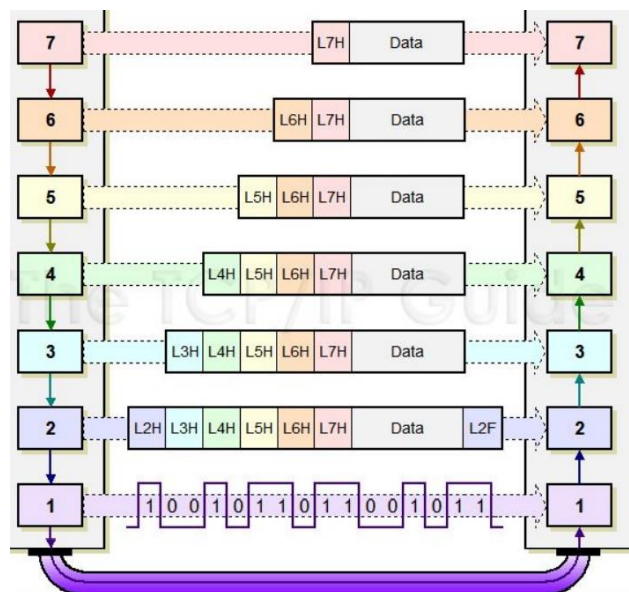 7 L7H Data 7
6 L6H L7H Data 6
5 L5H L6H L7H Data 5
4 L4H L5H L6H L7H Data 4
The TCP/IP Guide
3 L3H L4H L5H L6H L7H Data 3
2 L2H L3H L4H L5H L6H L7H Data L2F 2
1 1 0 0 1 0 1 1 0 1 1 0 0 1 0 1 1 1